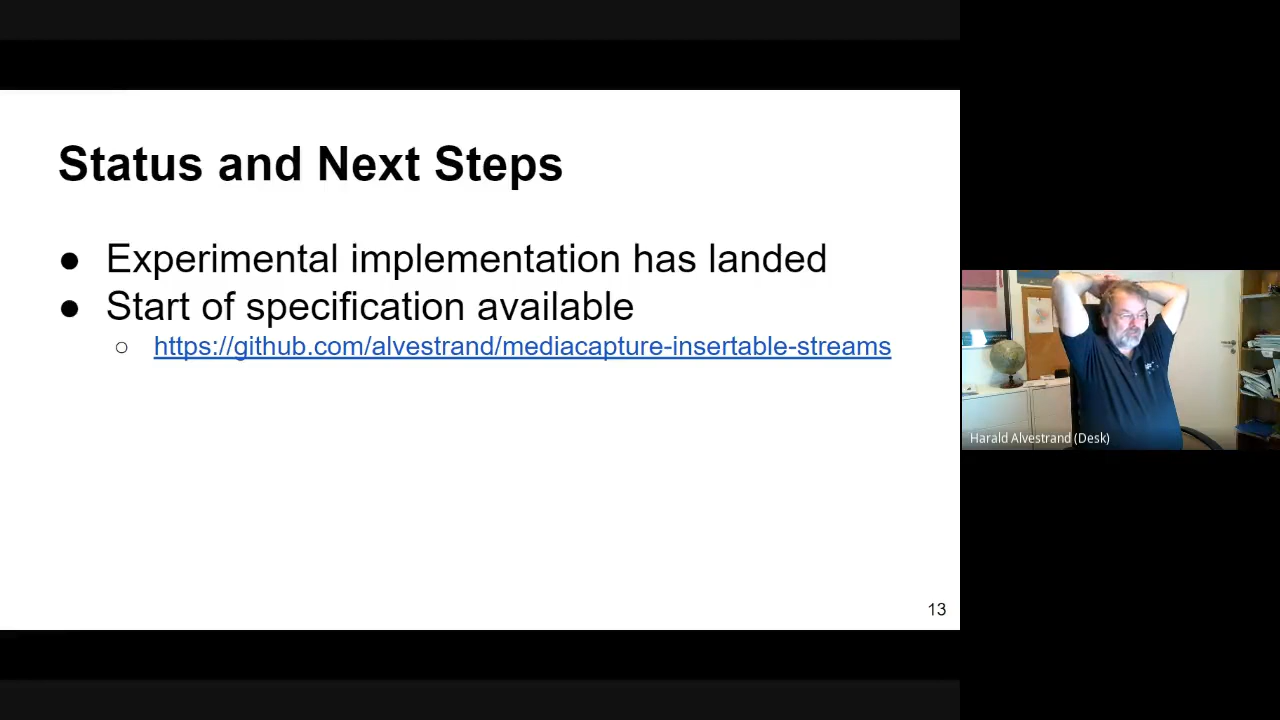 Status and Next Steps
● Experimental implementation has landed
● Start of specification available
○ https://github.com/alvestrand/mediacapture-insertable-streams
13
Harald Alvestrand (Desk)